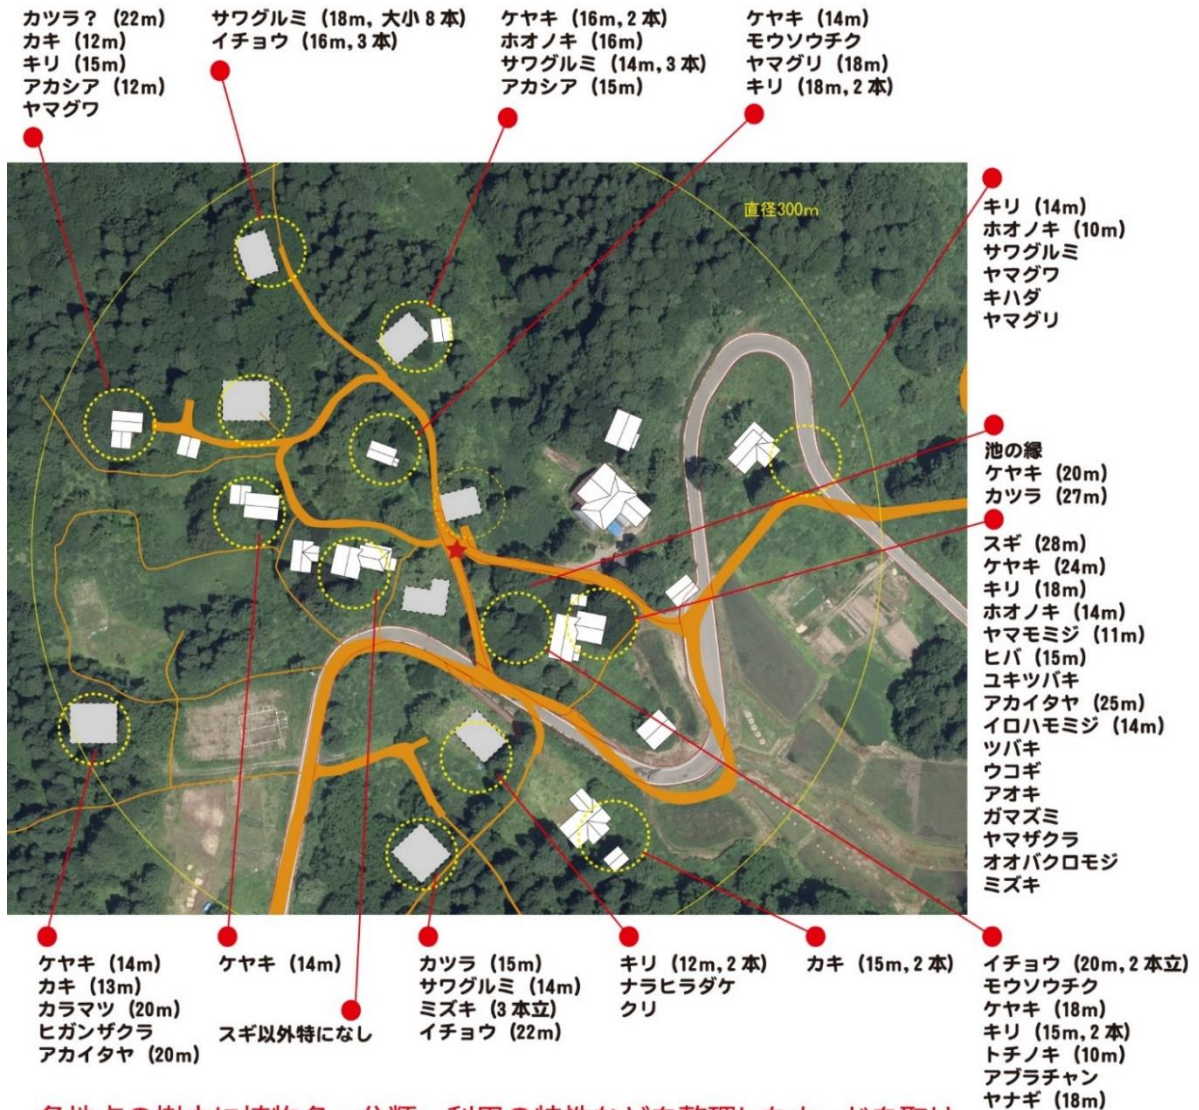 カツラ？(22m)
カキ (12m)
キリ (15m)
アカシア (12m)
ヤマグワ
サワグルミ (18m, 大小 8 本)
イチョウ (16m, 3 本)
ケヤキ (16m, 2 本)
ホオノキ (16m)
サワグルミ (14m, 3 本)
アカシア (15m)
ケヤキ (14m)
モウソウチク
ヤマグリ (18m)
キリ (18m, 2 本)
直径300m
キリ (14m)
ホオノキ (10m)
サワグルミ
ヤマグワ
キハダ
ヤマグリ
池の縁
ケヤキ (20m)
カツラ (27m)
スギ (28m)
ケヤキ (24m)
キリ (18m)
ホオノキ (14m)
ヤマモミジ (11m)
ヒバ (15m)
ユキツバキ
アカイタヤ (25m)
イロハモミジ (14m)
ツバキ
ウコギ
アオキ
ガマズミ
ヤマザクラ
オオバクロモジ
ミズキ
ケヤキ (14m)
カキ (13m)
カラマツ (20m)
ヒガンザクラ
アカイタヤ (20m)
ケヤキ (14m)
スギ以外特になし
カツラ (15m)
サワグルミ (14m)
ミズキ (3 本立)
イチョウ (22m)
キリ (12m, 2 本)
ナラヒラダケ
クリ
カキ (15m, 2 本)
イチョウ (20m, 2 本立)
モウソウチク
ケヤキ (18m)
キリ (15m, 2 本)
トチノキ (10m)
アブラチャン
ヤナギ (18m)